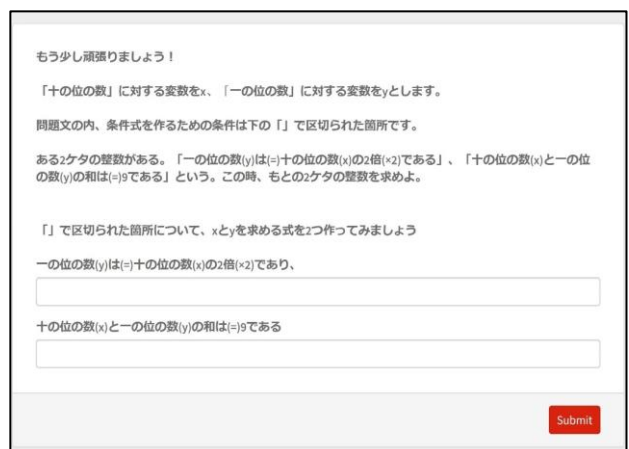 もう少し頑張りましょう！
「十の位の数」に対する変数をx、「一の位の数」に対する変数をyとします。
問題文の内、条件式を作るための条件は下の「」で区切られた箇所です。
ある2ケタの整数がある。「一の位の数(y)は(=)十の位の数(x)の2倍(×2)である」、「十の位の数(x)と一の位
の数(y)の和は(=)9である」という。この時、もとの2ケタの整数を求めよ。
「」で区切られた箇所について、xとyを求める式を2つ作ってみましょう
一の位の数(y)は(=)十の位の数(x)の2倍(×2)であり、
十の位の数(x)と一の位の数(y)の和は(=)9である
Submit